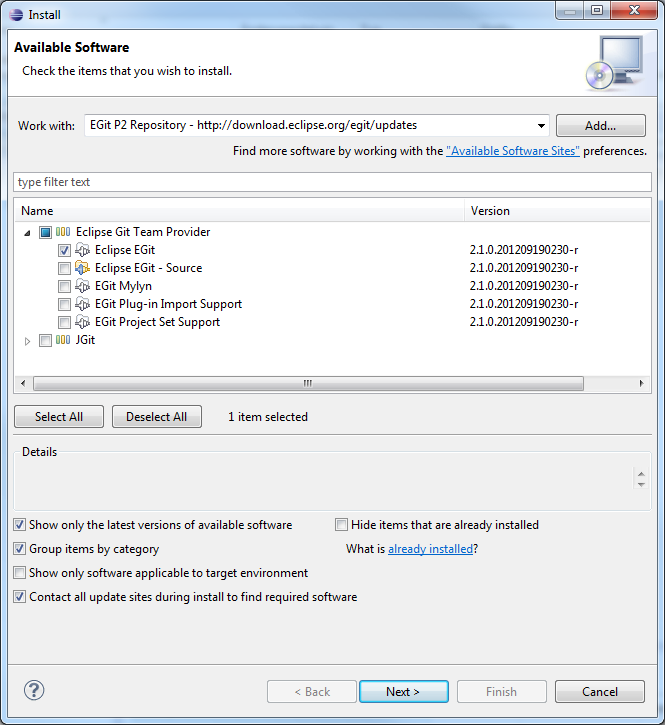 Install
Available Software
Check the items that you wish to install.
Work with: EGit P2 Repository - http://download.eclipse.org/egit/updates Add...
Find more software by working with the "Available Software Sites" preferences.
type filter text
Name Version
Eclipse Git Team Provider
Eclipse EGit 2.1.0.201209190230-r
Eclipse EGit - Source 2.1.0.201209190230-r
EGit Mylyn 2.1.0.201209190230-r
EGit Plug-in Import Support 2.1.0.201209190230-r
EGit Project Set Support 2.1.0.201209190230-r
JGit
Select All Deselect All 1 item selected
Details
Show only the latest versions of available software Hide items that are already installed
Group items by category What is already installed?
Show only software applicable to target environment
Contact all update sites during install to find required software
? < Back Next > Finish Cancel